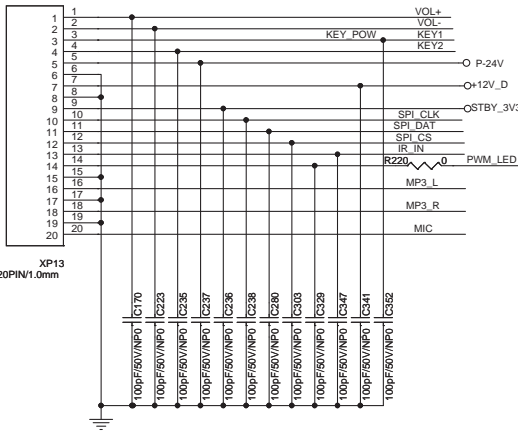 1 1 VOL+
2 2 VOL-
3 3 KEY_POW KEY1
4 4 KEY2
5 5 P-24V
6 6
7 7 +12V_D
8 8
9 9 STBY_3V3
10 10 SPI_CLK
11 11 SPI_DAT
12 12 SPI_CS
13 13 IR_IN
14 14 R220 0 PWM_LED
15 15
16 16 MP3_L
17 17
18 18 MP3_R
19 19
20 20 MIC
XP13
20PIN/1.0mm
C170 100pF/50V/NP0
C223 100pF/50V/NP0
C235 100pF/50V/NP0
C237 100pF/50V/NP0
C236 100pF/50V/NP0
C238 100pF/50V/NP0
C280 100pF/50V/NP0
C303 100pF/50V/NP0
C329 100pF/50V/NP0
C347 100pF/50V/NP0
C341 100pF/50V/NP0
C352 100pF/50V/NP0